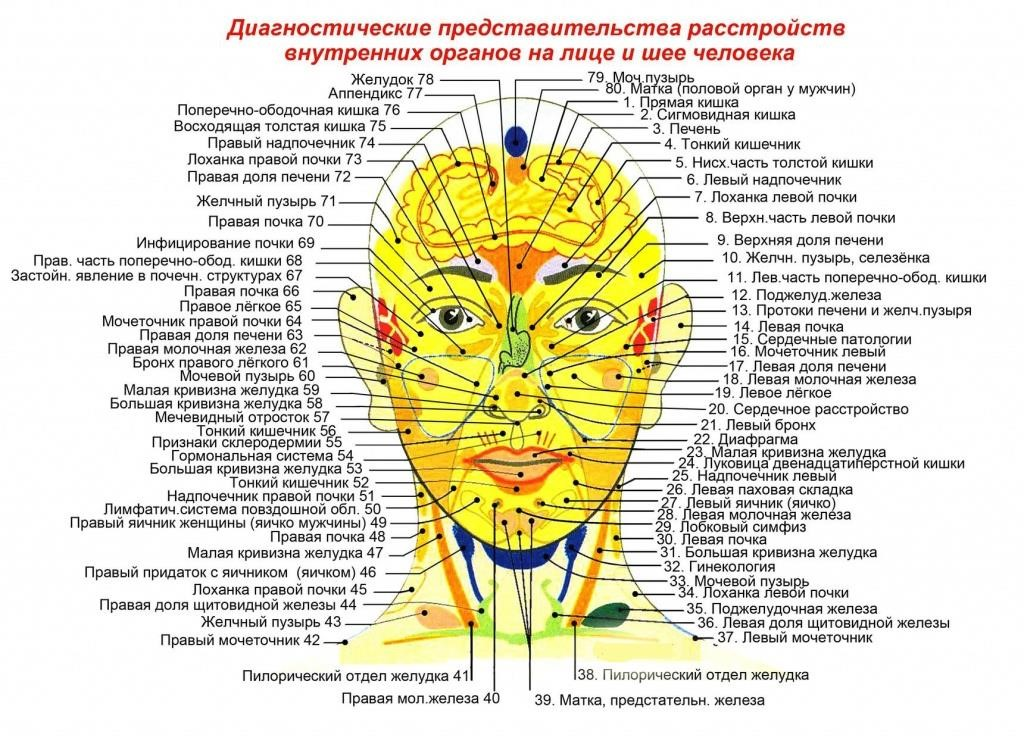 Диагностические представительства расстройств
внутренних органов на лице и шее человека
Желудок 78
Аппендикс 77
Поперечно-ободочная кишка 76
Восходящая толстая кишка 75
Правый надпочечник 74
Лоханка правой почки 73
Правая доля печени 72
Желчный пузырь 71
Правая почка 70
Инфицирование почки 69
Прав. часть поперечно-обод. кишки 68
Застойн. явление в почечн. структурах 67
Правая почка 66
Правое лёгкое 65
Мочеточник правой почки 64
Правая доля печени 63
Правая молочная железа 62
Бронх правого лёгкого 61
Мочевой пузырь 60
Малая кривизна желудка 59
Большая кривизна желудка 58
Мечевидный отросток 57
Тонкий кишечник 56
Признаки склеродермии 55
Гормональная система 54
Большая кривизна желудка 53
Тонкий кишечник 52
Надпочечник правой почки 51
Лимфатич.система повздошной обл. 50
Правый яичник женщины (яичко мужчины) 49
Правая почка 48
Малая кривизна желудка 47
Правый придаток с яичником (яичком) 46
Лоханка правой почки 45
Правая доля щитовидной железы 44
Желчный пузырь 43
Правый мочеточник 42
Пилорический отдел желудка 41
Правая мол.железа 40
79. Моч.пузырь
80. Матка (половой орган у мужчин)
1. Прямая кишка
2. Сигмовидная кишка
3. Печень
4. Тонкий кишечник
5. Нисх.часть толстой кишки
6. Левый надпочечник
7. Лоханка левой почки
8. Верхн.часть левой почки
9. Верхняя доля печени
10. Желчн. пузырь, селезёнка
11. Лев.часть поперечно-обод. кишки
12. Поджелуд.железа
13. Протоки печени и желч.пузыря
14. Левая почка
15. Сердечные патологии
16. Мочеточник левый
17. Левая доля печени
18. Левая молочная железа
19. Левое лёгкое
20. Сердечное расстройство
21. Левый бронх
22. Диафрагма
23. Малая кривизна желудка
24. Луковица двенадцатиперстной кишки
25. Надпочечник левый
26. Левая паховая складка
27. Левый яичник (яичко)
28. Левая молочная железа
29. Лобковый симфиз
30. Левая почка
31. Большая кривизна желудка
32. Гинекология
33. Мочевой пузырь
34. Лоханка левой почки
35. Поджелудочная железа
36. Левая доля щитовидной железы
37. Левый мочеточник
38. Пилорический отдел желудка
39. Матка, предстательн. железа